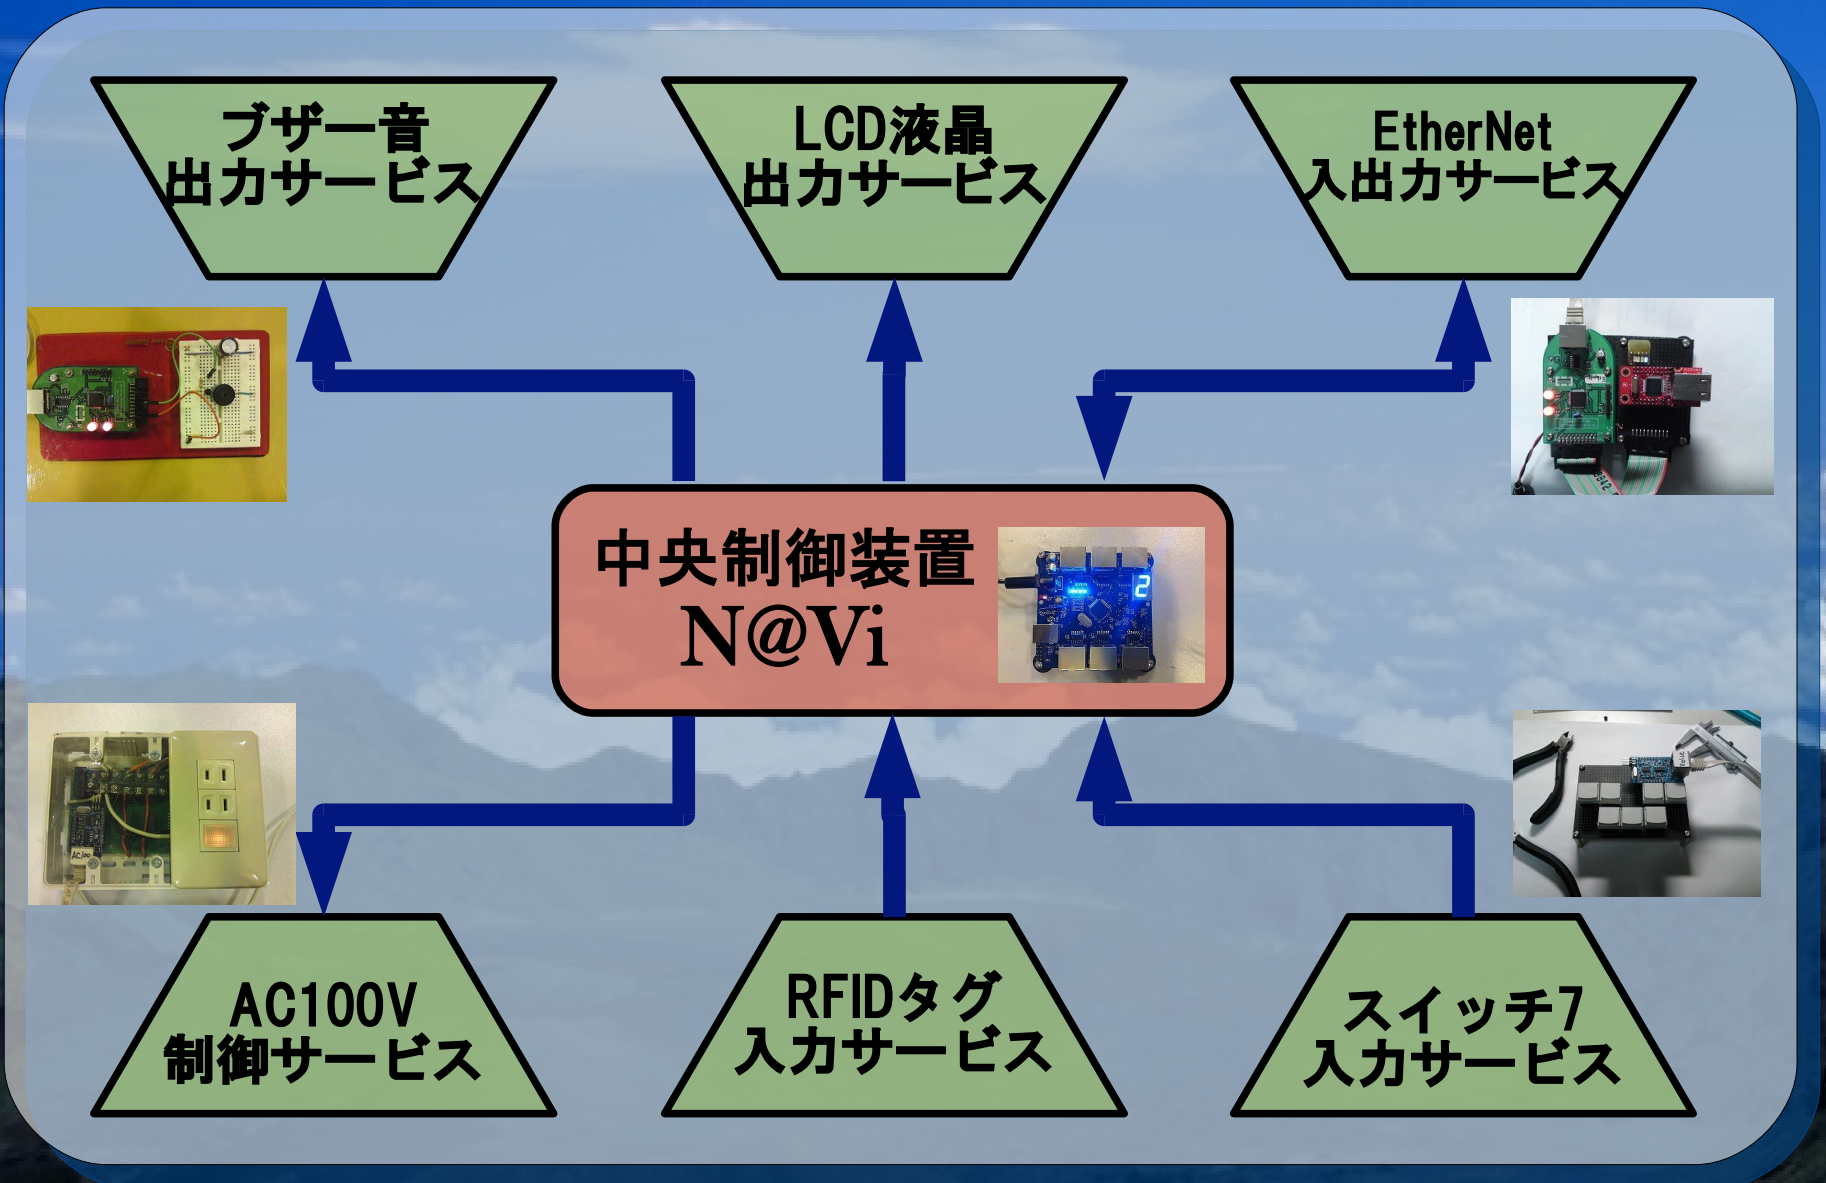 ブザー音
出力サービス
LCD液晶
出力サービス
EtherNet
入出力サービス
中央制御装置
N@Vi
2
AC100
AC100V
制御サービス
RFIDタグ
入力サービス
スイッチ7
入力サービス